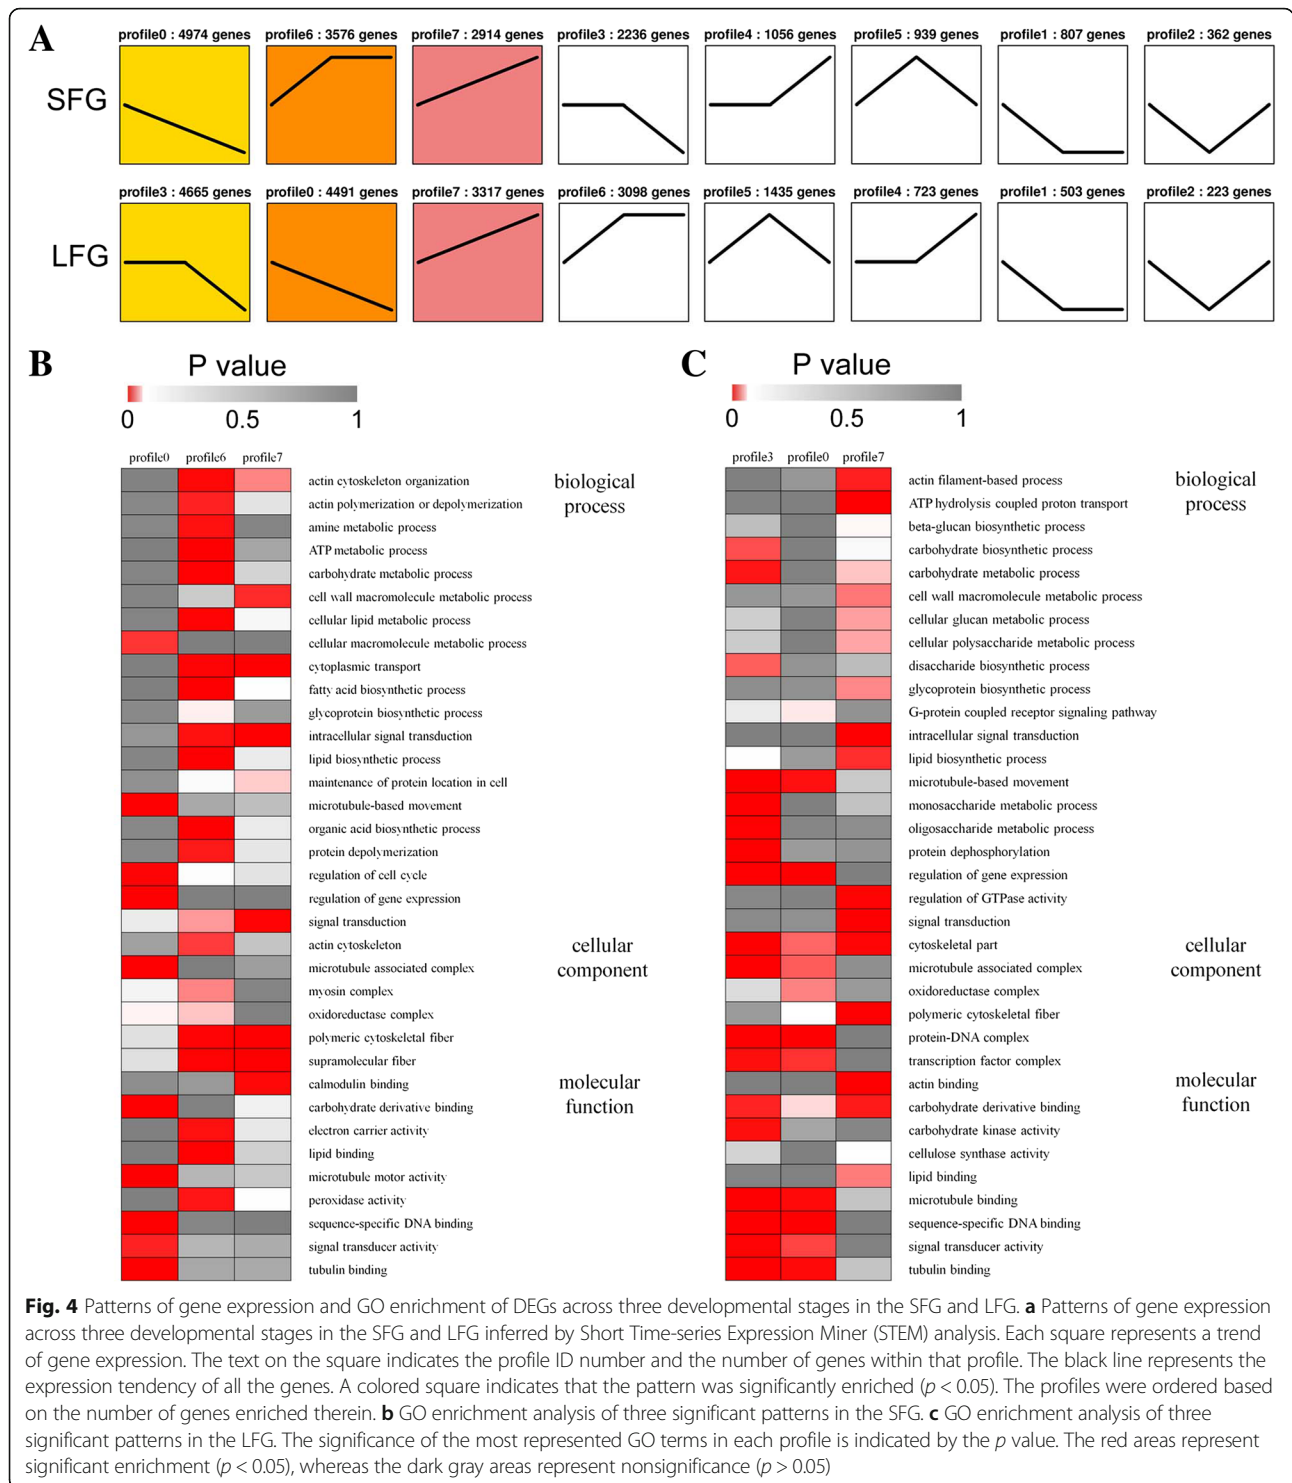 A
profile0 : 4974 genes profile6 : 3576 genes profile7 : 2914 genes profile3 : 2236 genes profile4 : 1056 genes profile5 : 939 genes profile1 : 807 genes profile2 : 362 genes
SFG
profile3 : 4665 genes profile0 : 4491 genes profile7 : 3317 genes profile6 : 3098 genes profile5 : 1435 genes profile4 : 723 genes profile1 : 503 genes profile2 : 223 genes
LFG
B
P value
0 0.5 1
profile0 profile6 profile7
actin cytoskeleton organization
actin polymerization or depolymerization
amine metabolic process
ATP metabolic process
carbohydrate metabolic process
cell wall macromolecule metabolic process
cellular lipid metabolic process
cellular macromolecule metabolic process
cytoplasmic transport
fatty acid biosynthetic process
glycoprotein biosynthetic process
intracellular signal transduction
lipid biosynthetic process
maintenance of protein location in cell
microtubule-based movement
organic acid biosynthetic process
protein depolymerization
regulation of cell cycle
regulation of gene expression
signal transduction
actin cytoskeleton
microtubule associated complex
myosin complex
oxidoreductase complex
polymeric cytoskeletal fiber
supramolecular fiber
calmodulin binding
carbohydrate derivative binding
electron carrier activity
lipid binding
microtubule motor activity
peroxidase activity
sequence-specific DNA binding
signal transducer activity
tubulin binding
biological
process
cellular
component
molecular
function
C
P value
0 0.5 1
profile3 profile0 profile7
actin filament-based process
ATP hydrolysis coupled proton transport
beta-glucan biosynthetic process
carbohydrate biosynthetic process
carbohydrate metabolic process
cell wall macromolecule metabolic process
cellular glucan metabolic process
cellular polysaccharide metabolic process
disaccharide biosynthetic process
glycoprotein biosynthetic process
G-protein coupled receptor signaling pathway
intracellular signal transduction
lipid biosynthetic process
microtubule-based movement
monosaccharide metabolic process
oligosaccharide metabolic process
protein dephosphorylation
regulation of gene expression
regulation of GTPase activity
signal transduction
cytoskeletal part
microtubule associated complex
oxidoreductase complex
polymeric cytoskeletal fiber
protein-DNA complex
transcription factor complex
actin binding
carbohydrate derivative binding
carbohydrate kinase activity
cellulose synthase activity
lipid binding
microtubule binding
sequence-specific DNA binding
signal transducer activity
tubulin binding
biological
process
cellular
component
molecular
function
Fig. 4 Patterns of gene expression and GO enrichment of DEGs across three developmental stages in the SFG and LFG. a Patterns of gene expression
across three developmental stages in the SFG and LFG inferred by Short Time-series Expression Miner (STEM) analysis. Each square represents a trend
of gene expression. The text on the square indicates the profile ID number and the number of genes within that profile. The black line represents the
expression tendency of all the genes. A colored square indicates that the pattern was significantly enriched (p < 0.05). The profiles were ordered based
on the number of genes enriched therein. b GO enrichment analysis of three significant patterns in the SFG. c GO enrichment analysis of three
significant patterns in the LFG. The significance of the most represented GO terms in each profile is indicated by the p value. The red areas represent
significant enrichment (p < 0.05), whereas the dark gray areas represent nonsignificance (p > 0.05)